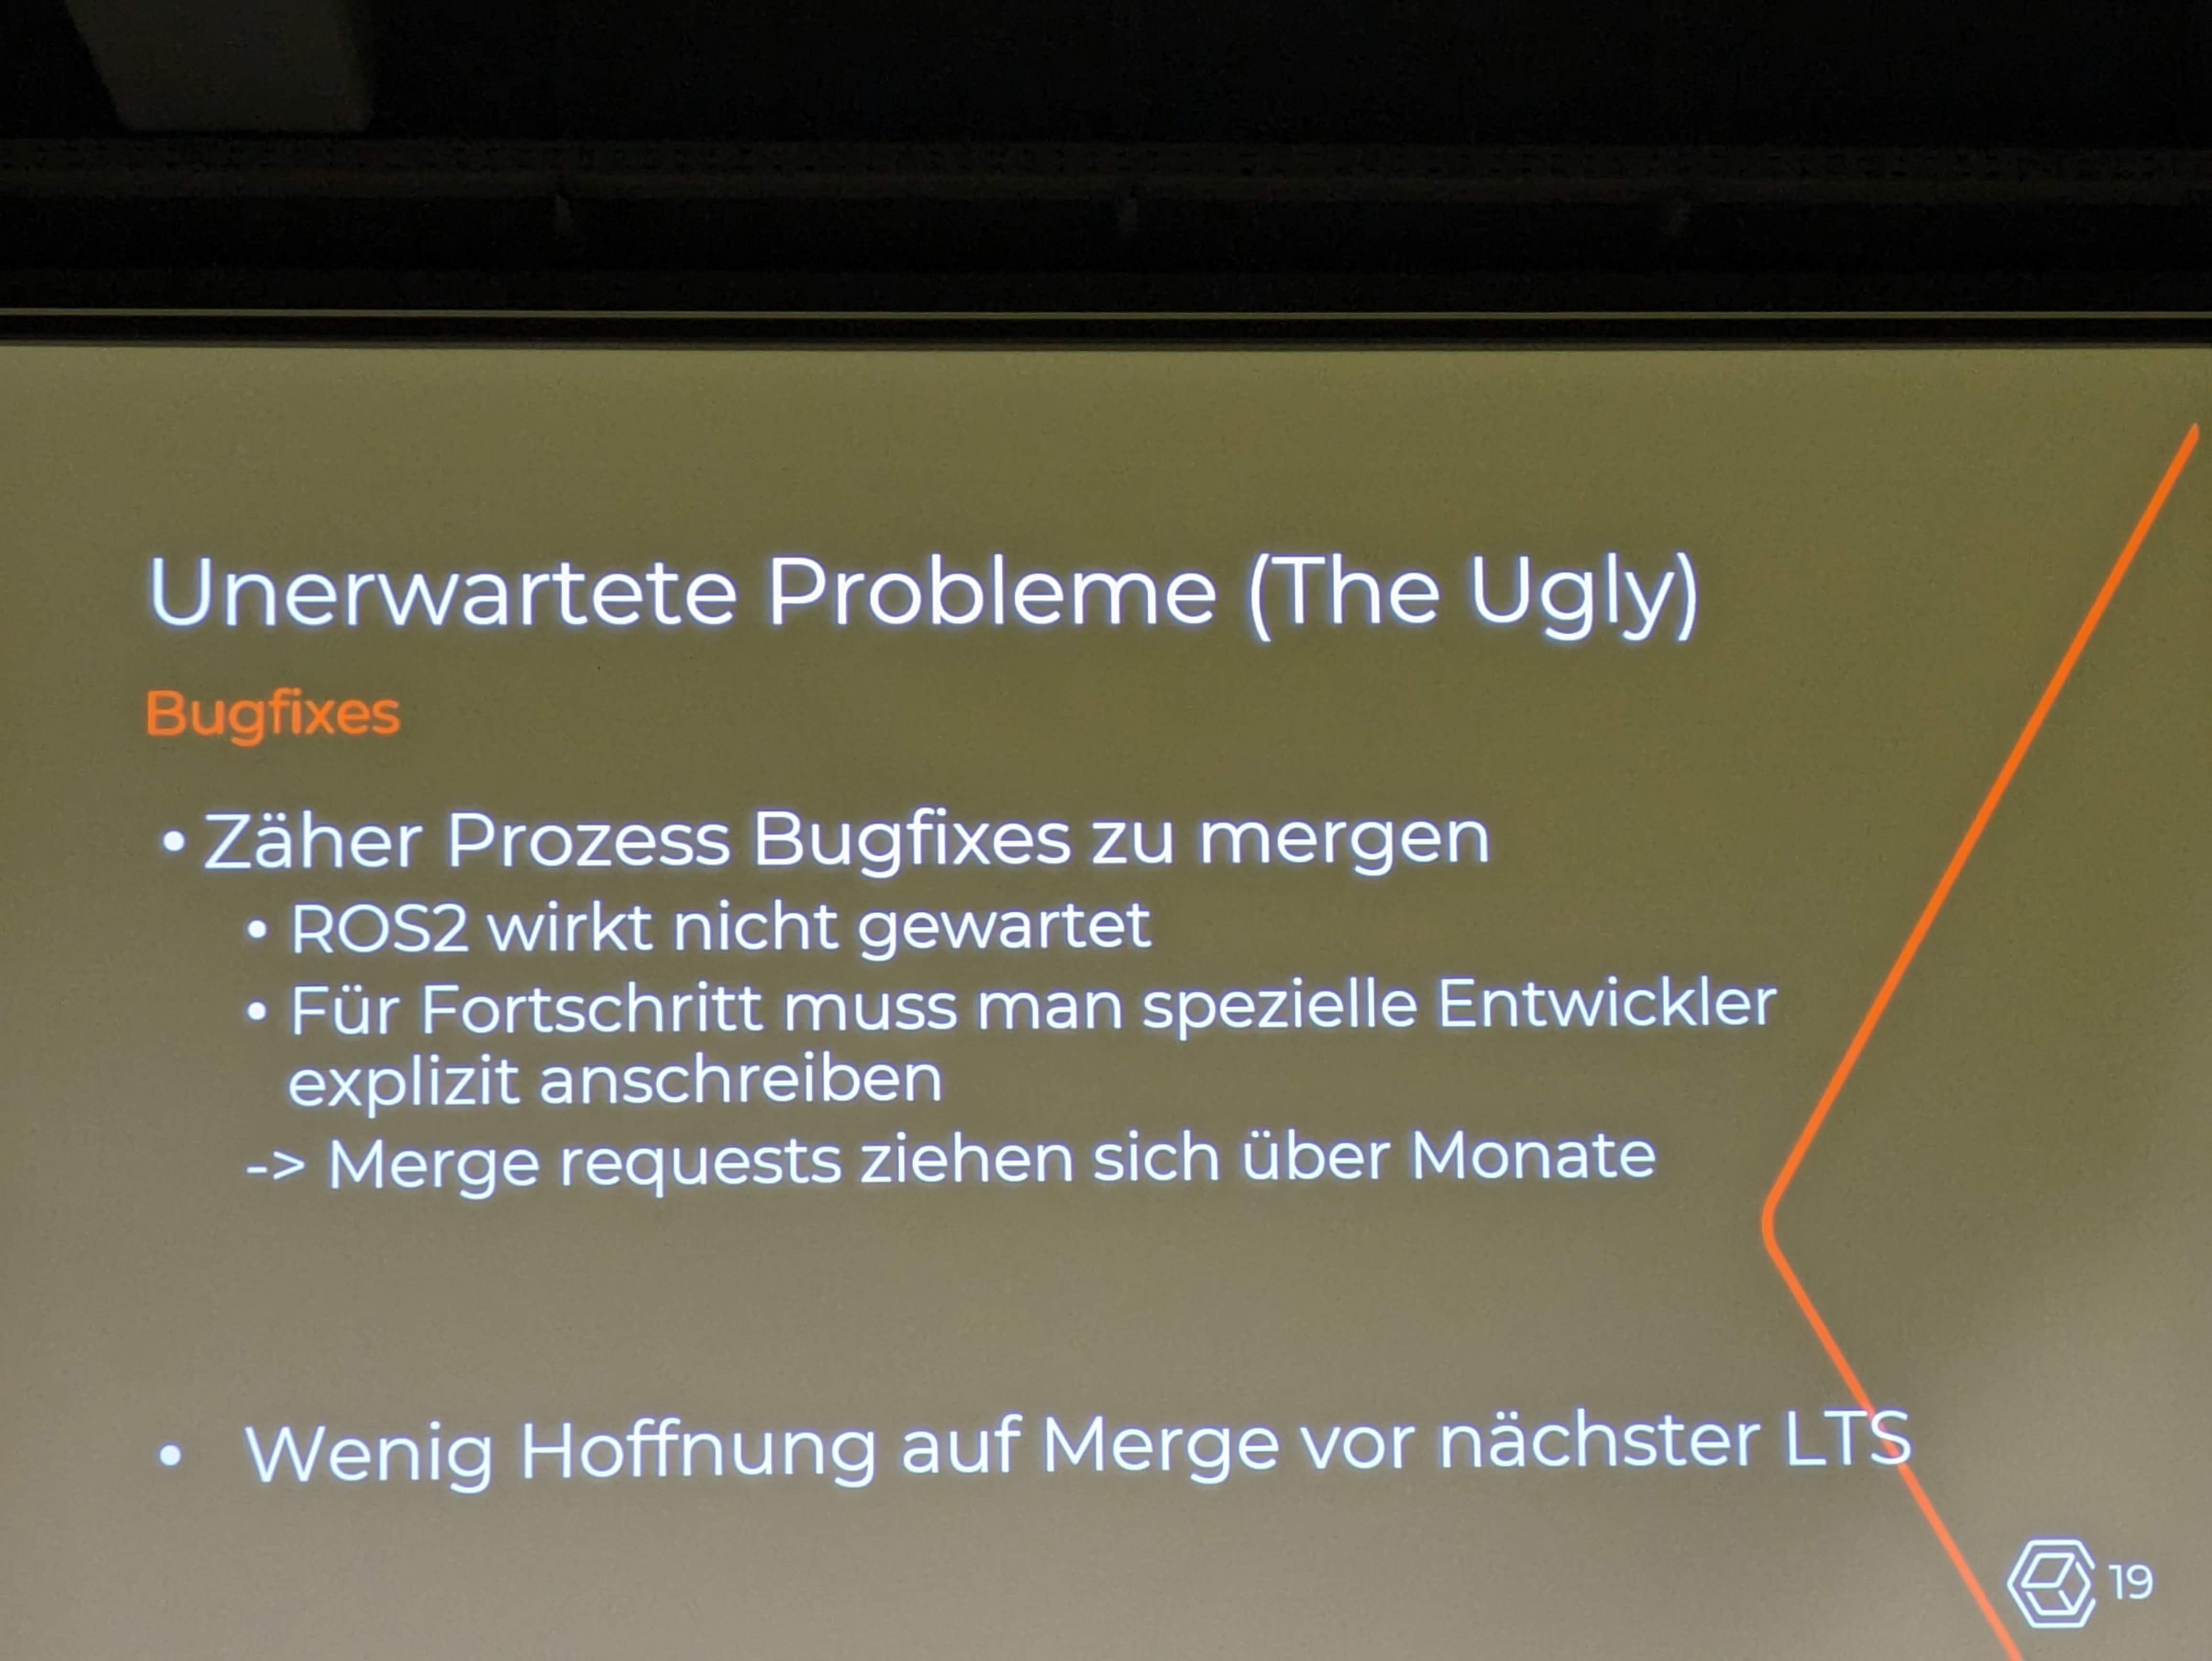 Unerwartete Probleme (The Ugly)
Bugfixes
• Zäher Prozess Bugfixes zu mergen
• ROS2 wirkt nicht gewartet
• Für Fortschritt muss man spezielle Entwickler
explizit anschreiben
-> Merge requests ziehen sich über Monate
• Wenig Hoffnung auf Merge vor nächster LTS
19